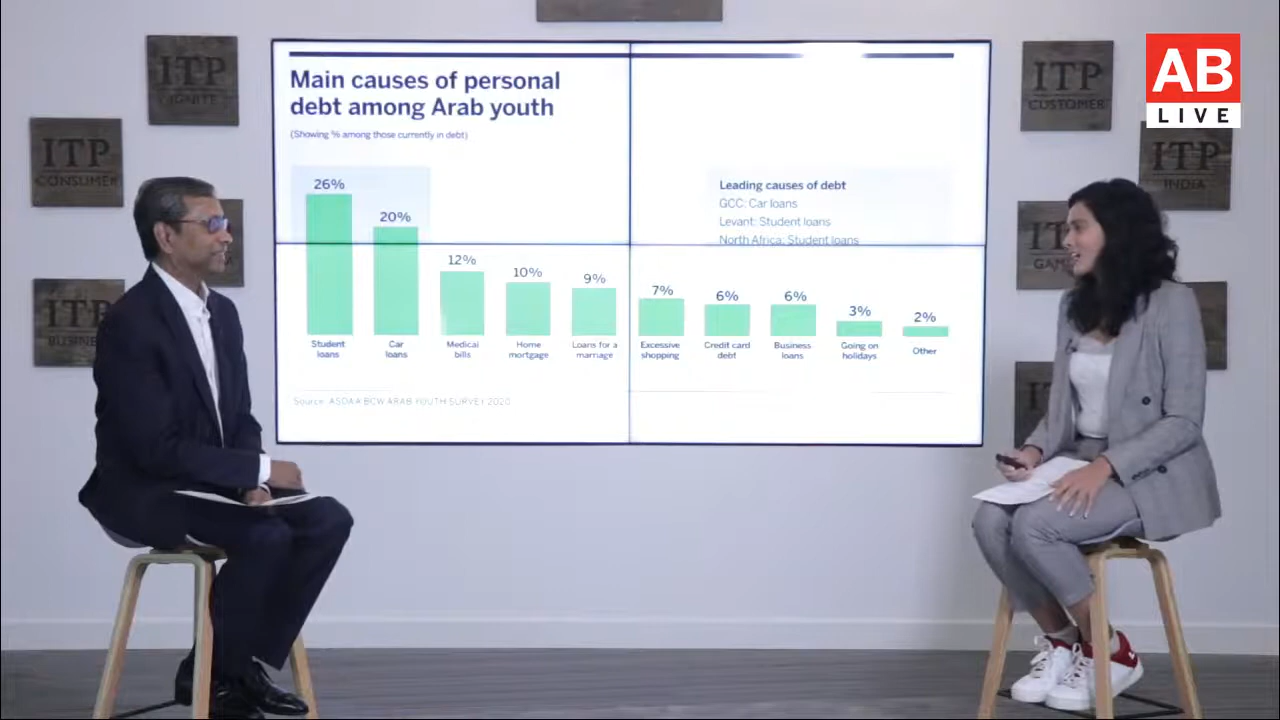 ITP
IGNITE
ITP
CONSUMER
ITP
ITP
CUSTOMER
AB
LIVE
ITP
INDIA
Main causes of personal
debt among Arab youth
(Showing % among those currently in debt)
26%
20%
12%
10%
9%
7%
6%
6%
3%
2%
Student
loans
Car
loans
Medical
bills
Home
mortgage
Loans for a
marriage
Excessive
shopping
Credit card
debt
Business
loans
Going on
holidays
Other
Leading causes of debt
GCC: Car loans
Levant: Student loans
North Africa: Student loans
Source: ASDA'A BCW ARAB YOUTH SURVEY 2020